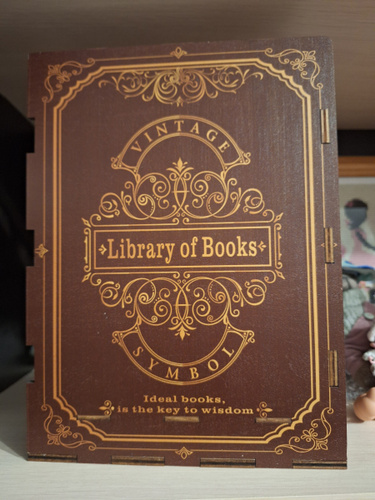 VINTAGE
Library of Books
SYMBOL
Ideal books,
is the key to wisdom